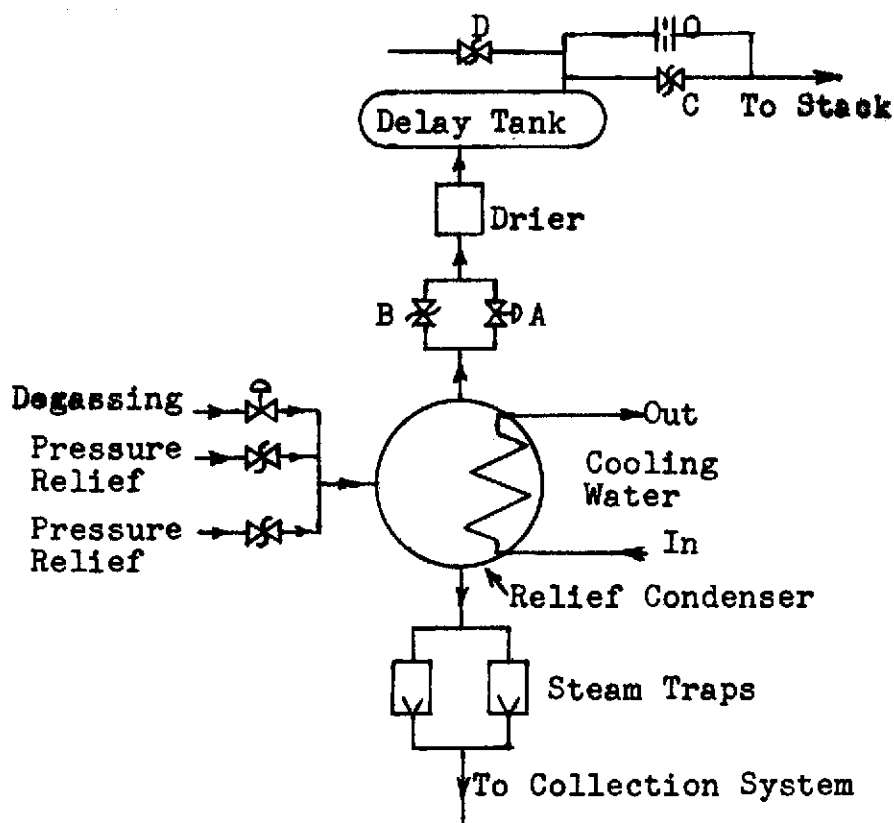 D
O
C
To Stack
Delay Tank
Drier
B
A
Degassing
Out
Pressure
Relief
Cooling
Water
Pressure
Relief
In
Relief Condenser
Steam Traps
To Collection System